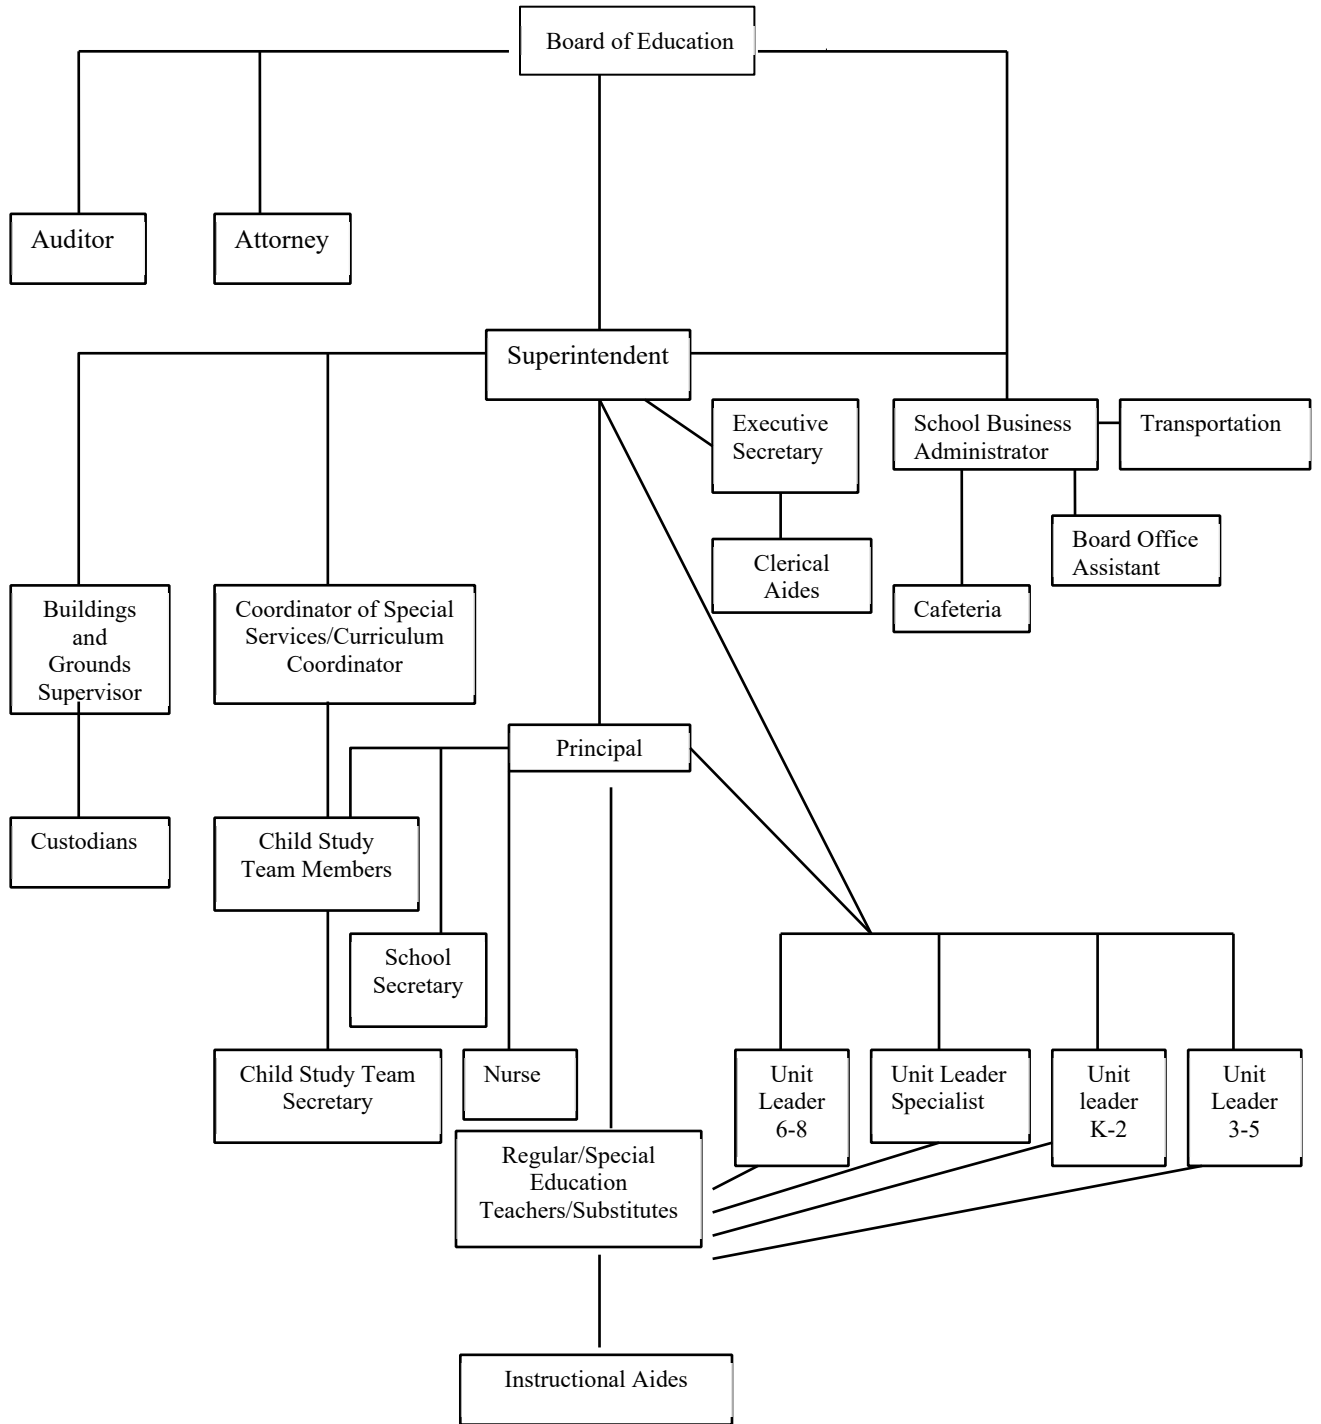 Board of Education
Auditor
Attorney
Superintendent
Executive
Secretary
School Business
Administrator
Transportation
Clerical
Aides
Board Office
Assistant
Cafeteria
Buildings
and
Grounds
Supervisor
Coordinator of Special
Services/Curriculum
Coordinator
Principal
Custodians
Child Study
Team Members
School
Secretary
Child Study Team
Secretary
Nurse
Unit
Leader
6-8
Unit Leader
Specialist
Unit
leader
K-2
Unit
Leader
3-5
Regular/Special
Education
Teachers/Substitutes
Instructional Aides